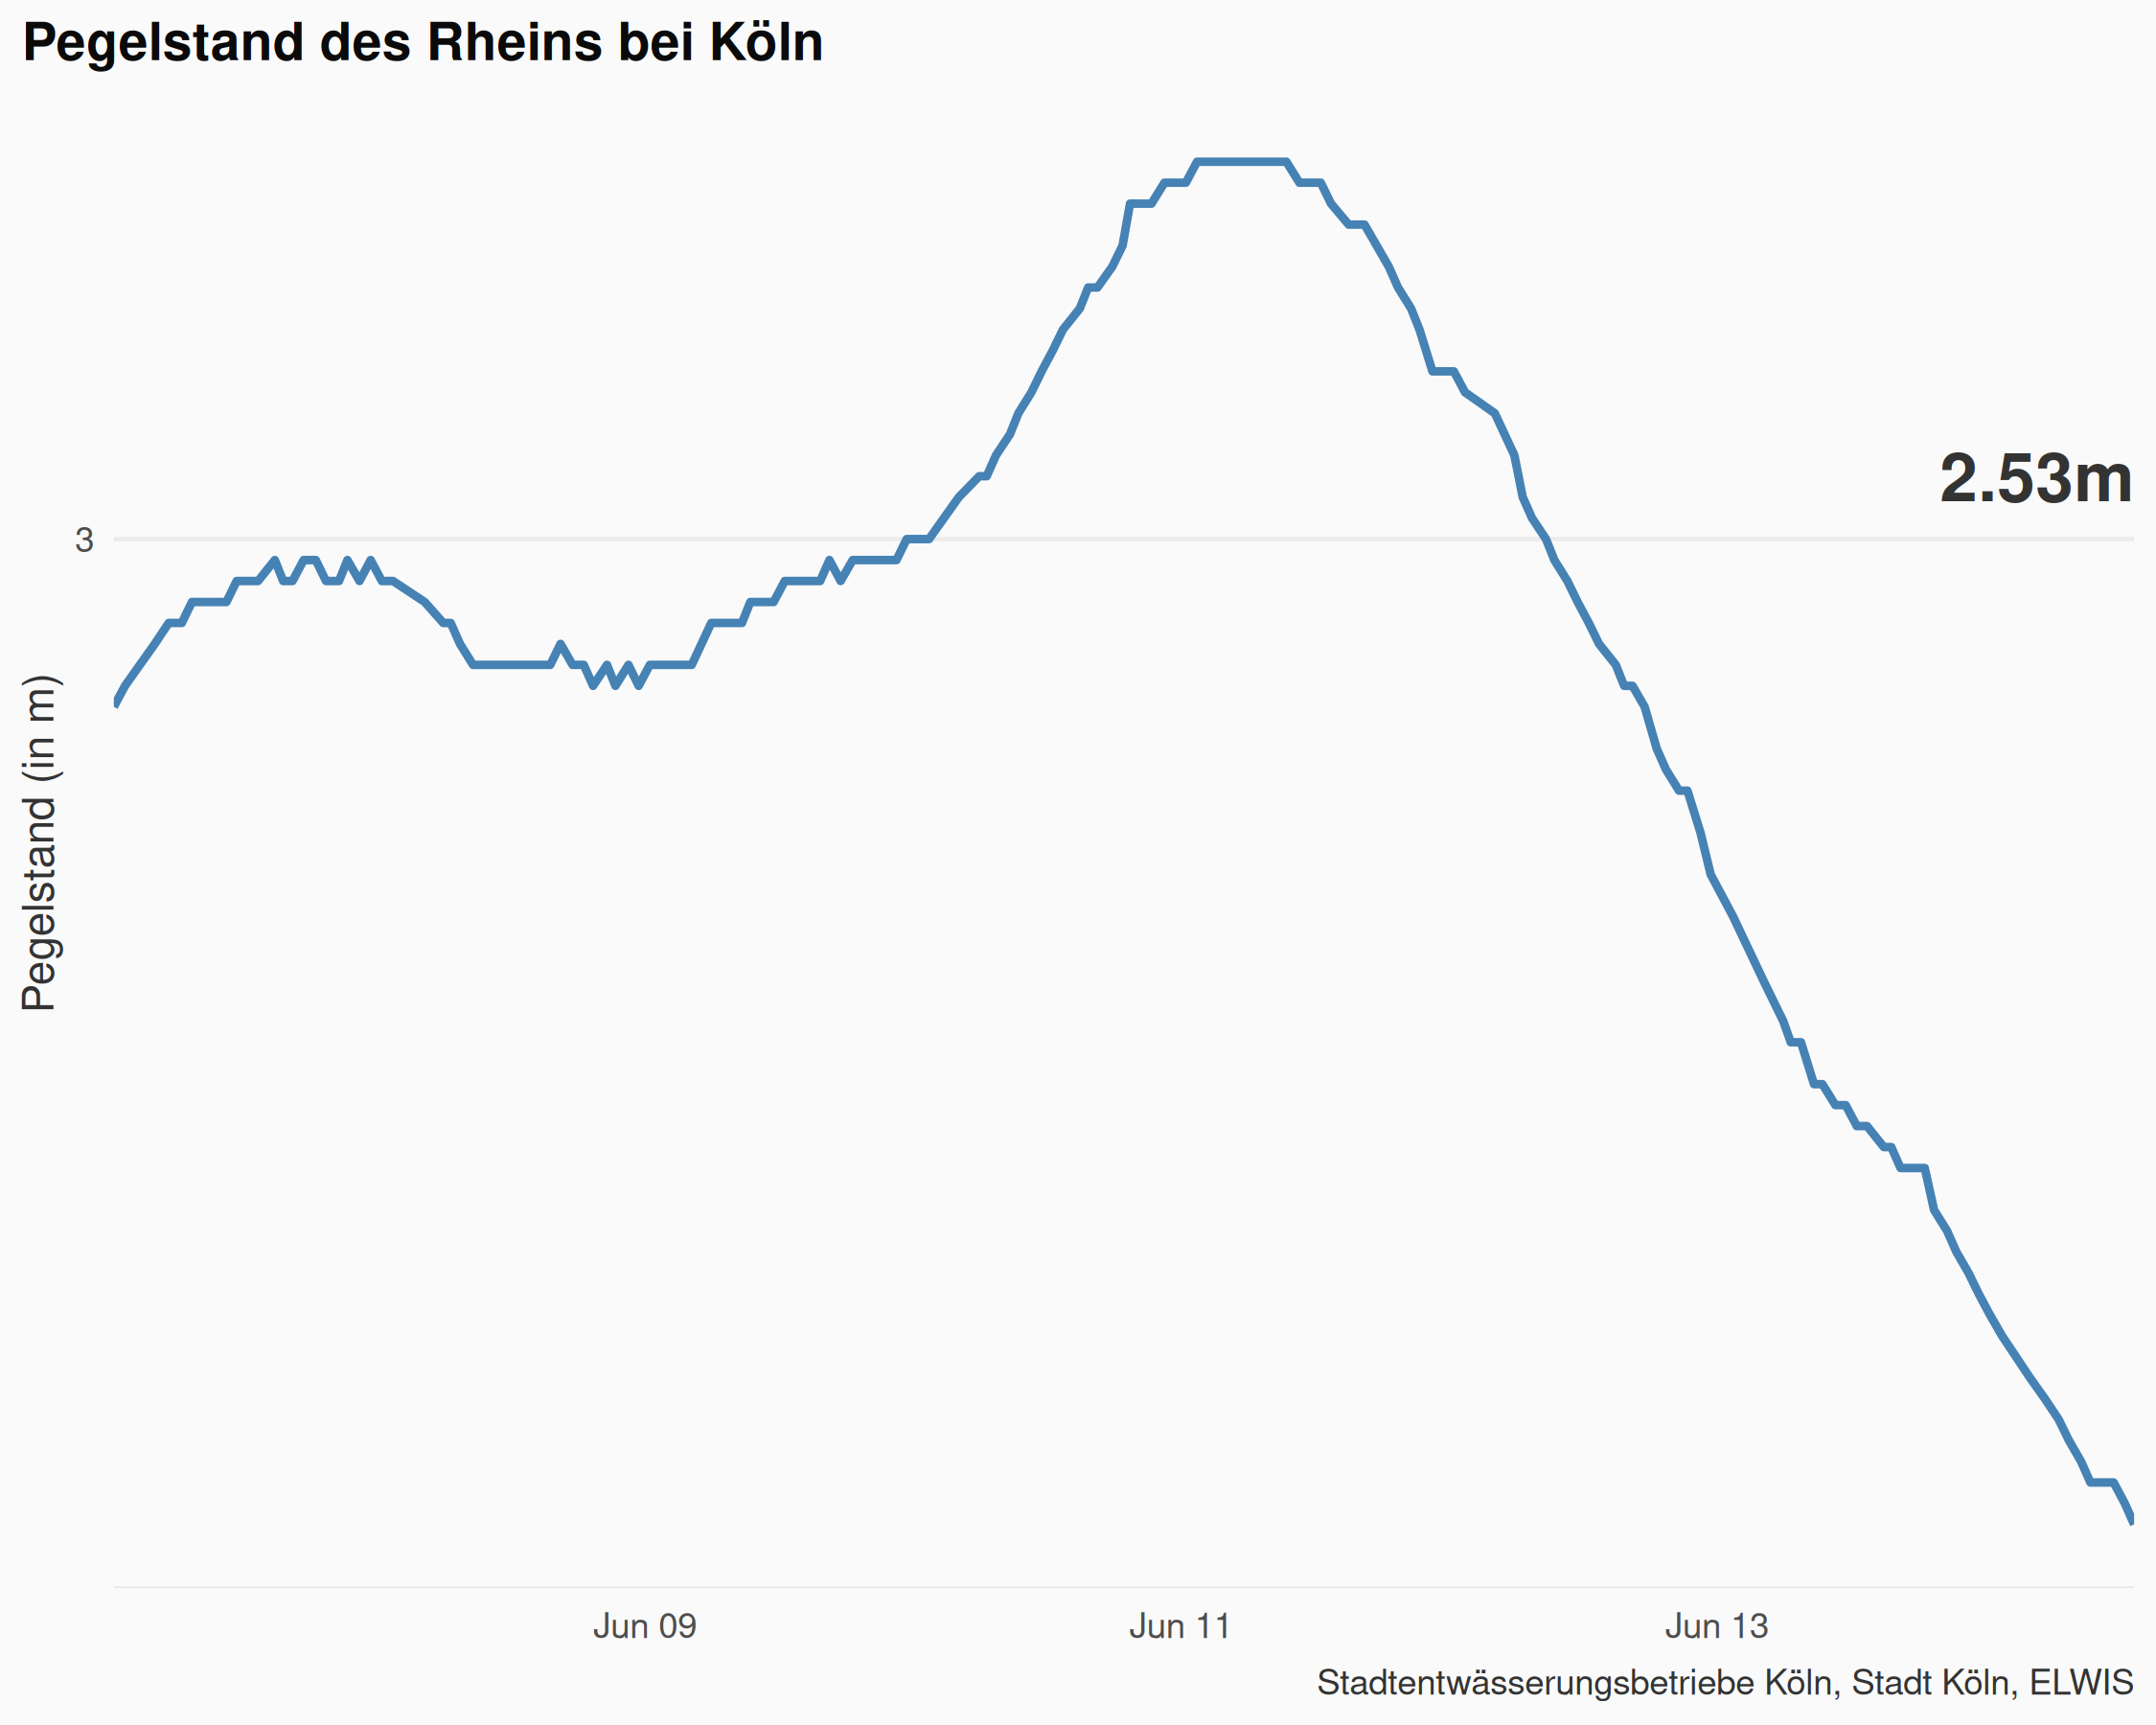 Pegelstand des Rheins bei Köln
2.53m
3
Pegelstand (in m)
Jun 09
Jun 11
Jun 13
Stadtentwässerungsbetriebe Köln, Stadt Köln, ELWIS